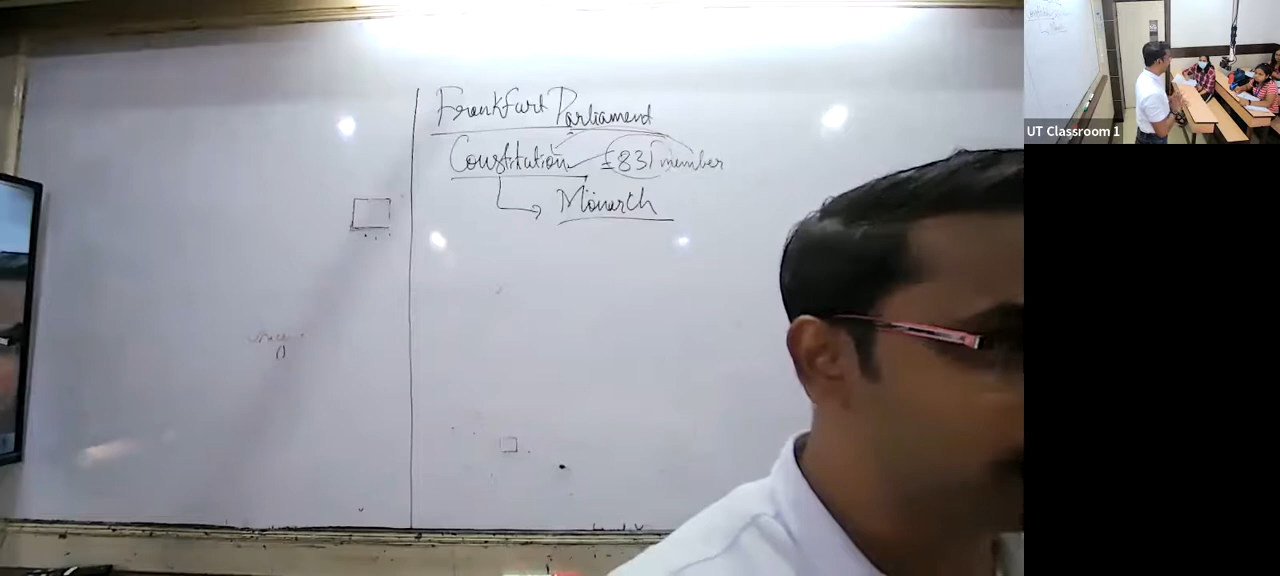 Frankfurt Parliament
Constitution 831 member
Monarch
UT Classroom 1